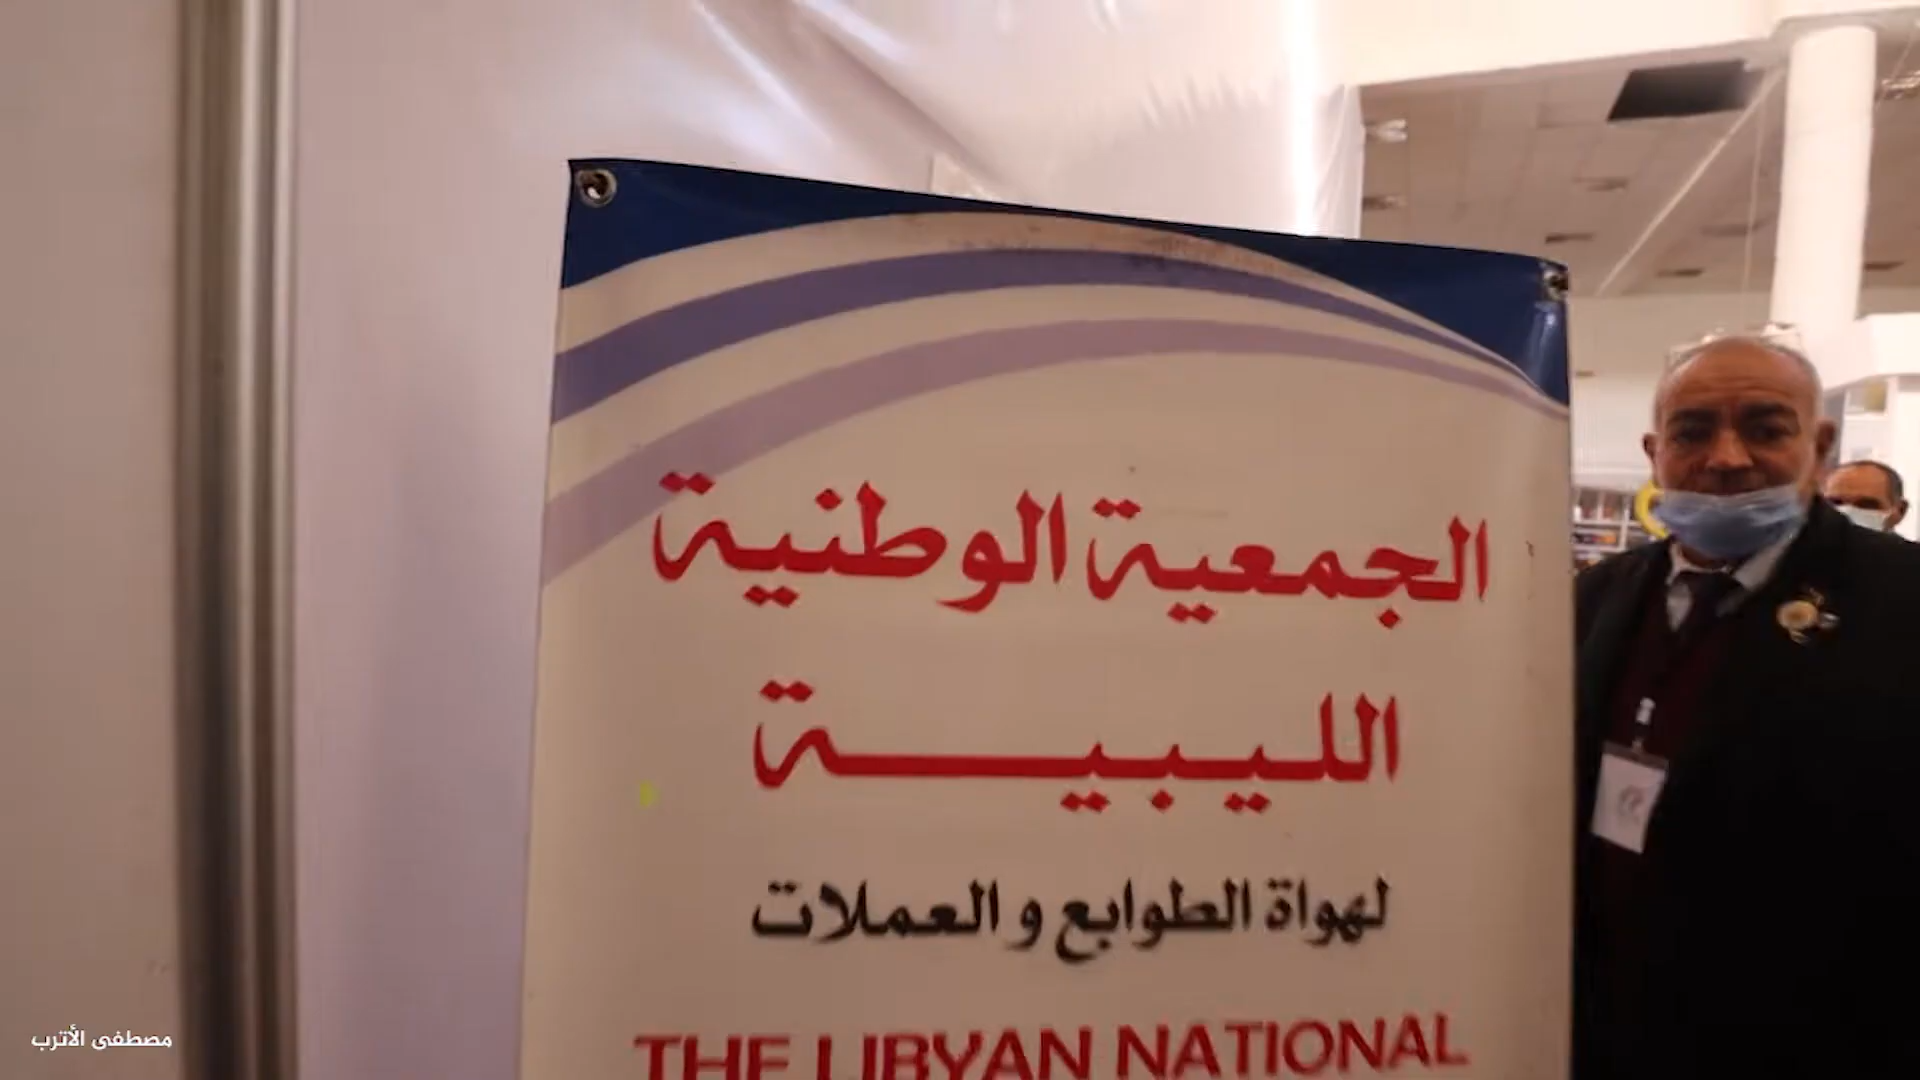 الجمعية الوطنية
الليبية
لهواة الطوابع و العملات
THE LIBYAN NATIONAL
مصطفى الأترب